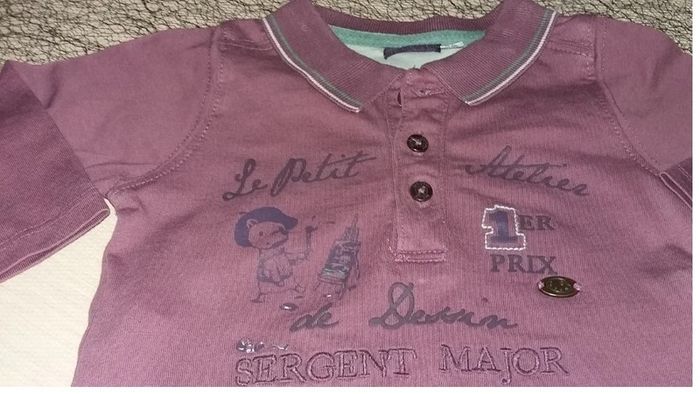 Le Petit Atelier
1ER
PRIX
de Dessin
SERGENT MAJOR